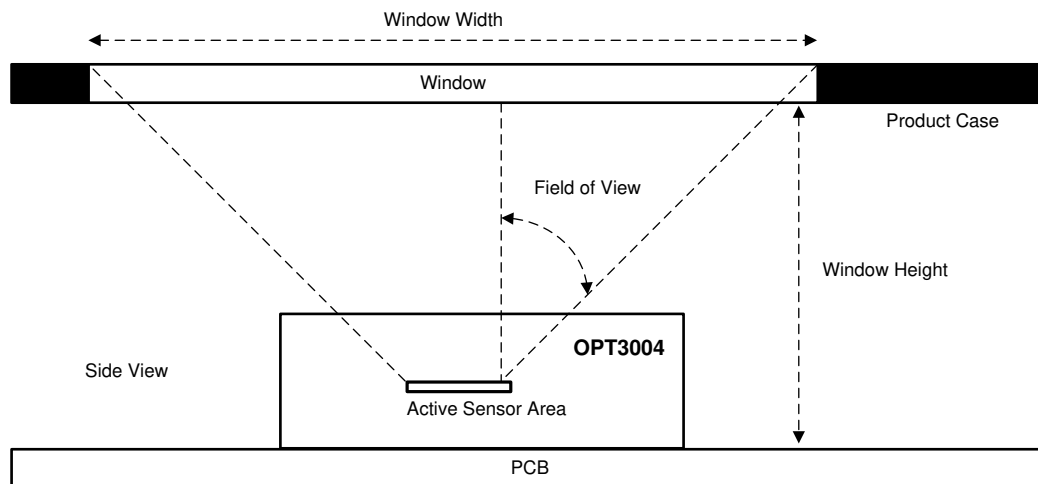 Window Width
Window
Product Case
Field of View
Window Height
OPT3004
Side View
Active Sensor Area
PCB